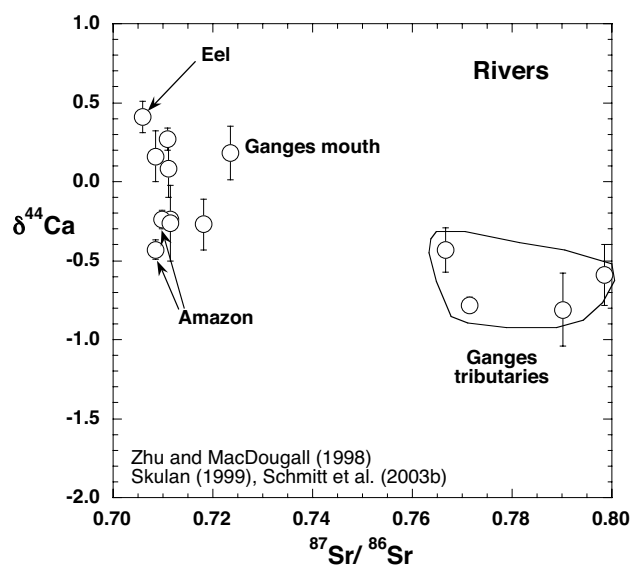 1.0
Eel
Rivers
0.5
Ganges mouth
0.0
δ44Ca
-0.5
Amazon
Ganges
tributaries
-1.0
-1.5
Zhu and MacDougall (1998)
Skulan (1999), Schmitt et al. (2003b)
-2.0
0.70 0.72 0.74 0.76 0.78 0.80
87Sr/ 86Sr